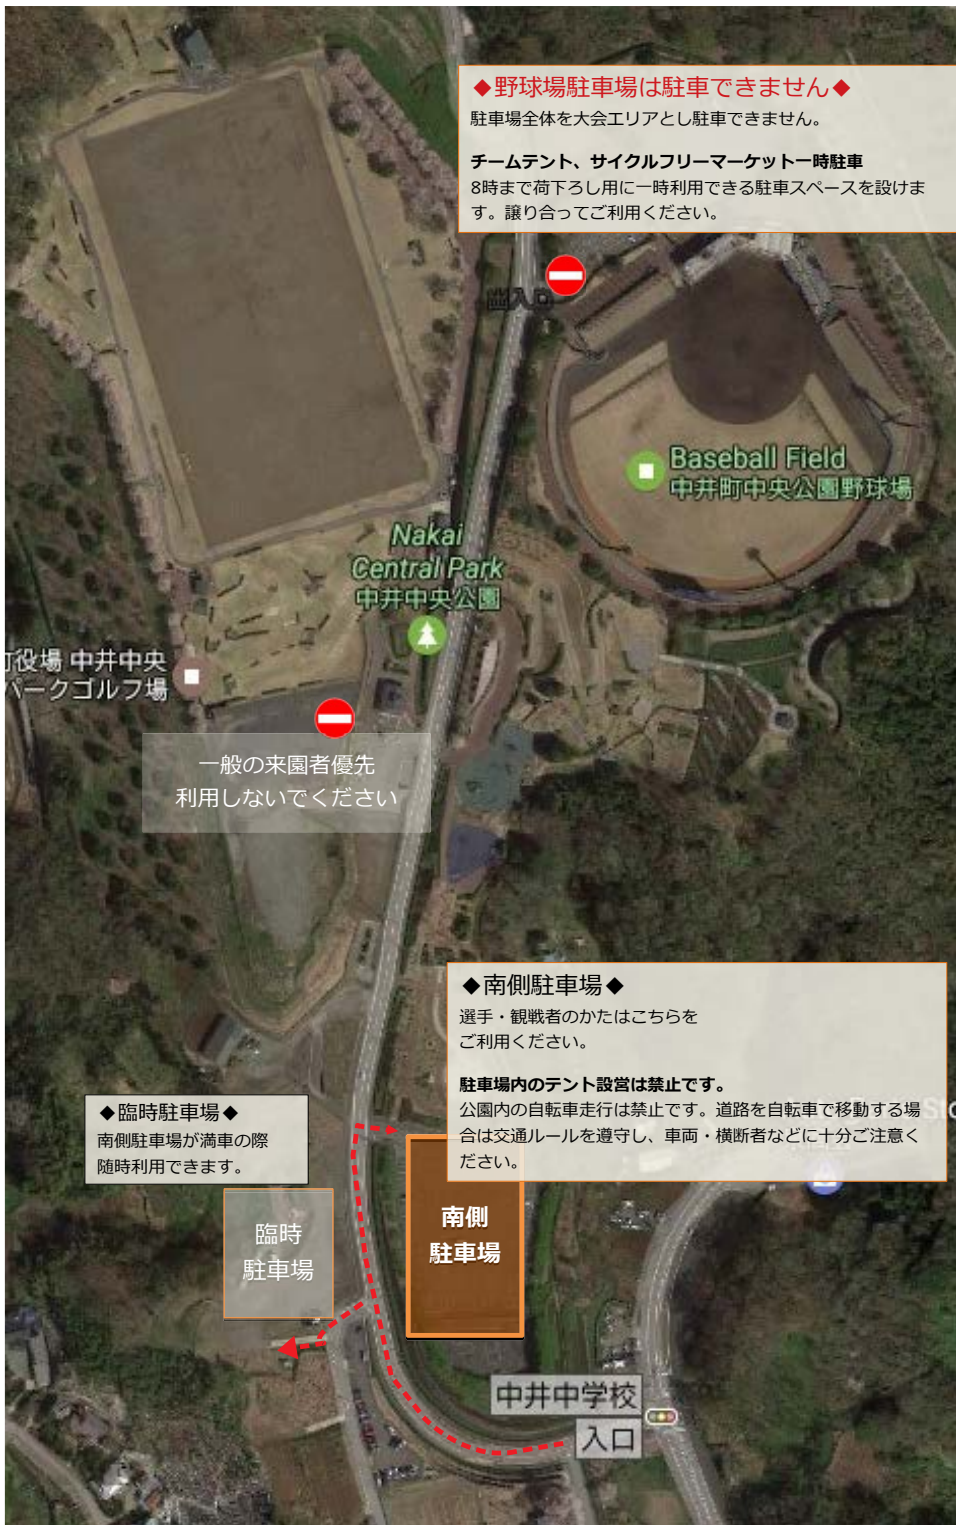 ◆野球場駐車場は駐車できません◆
駐車場全体を大会エリアとし駐車できません。
チームテント、サイクルフリーマーケット一時駐車
8時まで荷下ろし用に一時利用できる駐車スペースを設けま
す。譲り合ってご利用ください。
出入口
Baseball Field
中井町中央公園野球場
Nakai
Central Park
中井中央公園
町役場 中井中央
パークゴルフ場
一般の来園者優先
利用しないでください
◆南側駐車場◆
選手・観戦者のかたはこちらを
ご利用ください。
駐車場内のテント設営は禁止です。
公園内の自転車走行は禁止です。道路を自転車で移動する場
合は交通ルールを遵守し、車両・横断者などに十分ご注意く
ださい。
◆臨時駐車場◆
南側駐車場が満車の際
随時利用できます。
南側
駐車場
臨時
駐車場
中井中学校
入口